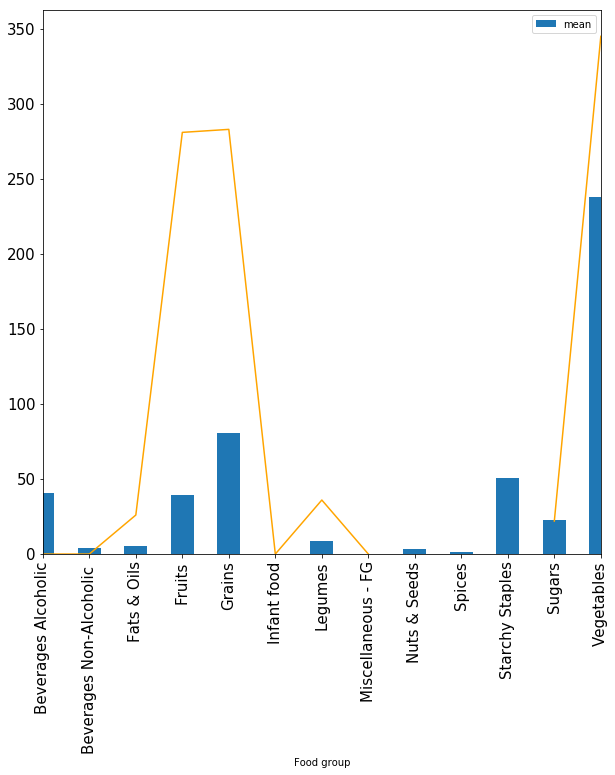 mean
350
300
250
200
150
100
50
0
Beverages Alcoholic
Beverages Non-Alcoholic
Fats & Oils
Fruits
Grains
Infant food
Legumes
Miscellaneous - FG
Nuts & Seeds
Spices
Starchy Staples
Sugars
Vegetables
Food group